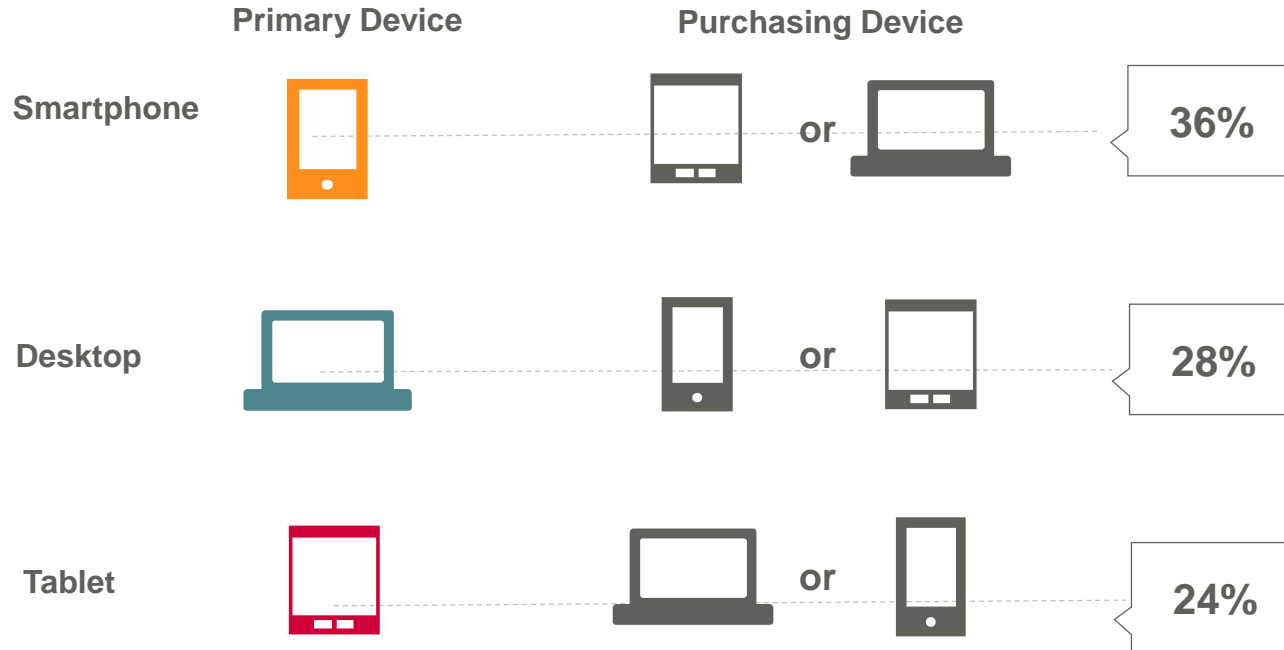 Primary Device Purchasing Device
Smartphone or 36%
Desktop or 28%
Tablet or 24%